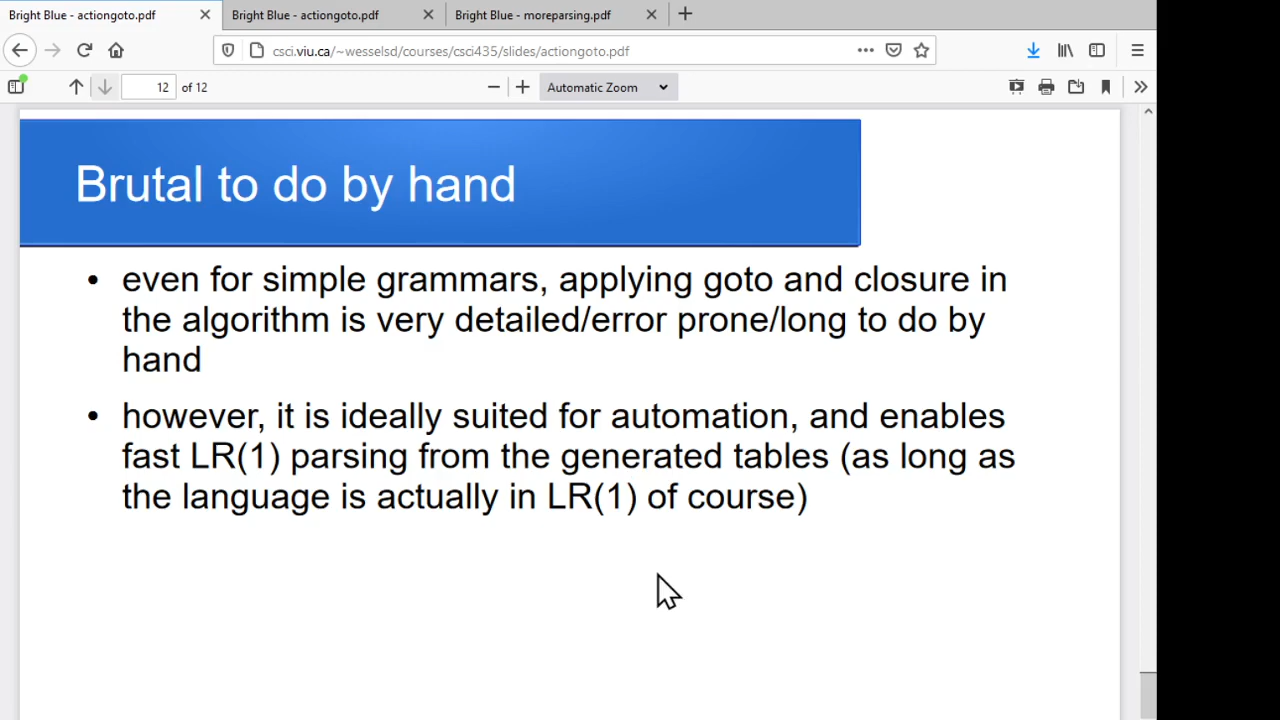 Bright Blue - actiongoto.pdf
Bright Blue - actiongoto.pdf
Bright Blue - moreparsing.pdf
csci.viu.ca/~wesselsd/courses/csci435/slides/actiongoto.pdf
12 of 12
Automatic Zoom
Brutal to do by hand
• even for simple grammars, applying goto and closure in
the algorithm is very detailed/error prone/long to do by
hand
• however, it is ideally suited for automation, and enables
fast LR(1) parsing from the generated tables (as long as
the language is actually in LR(1) of course)